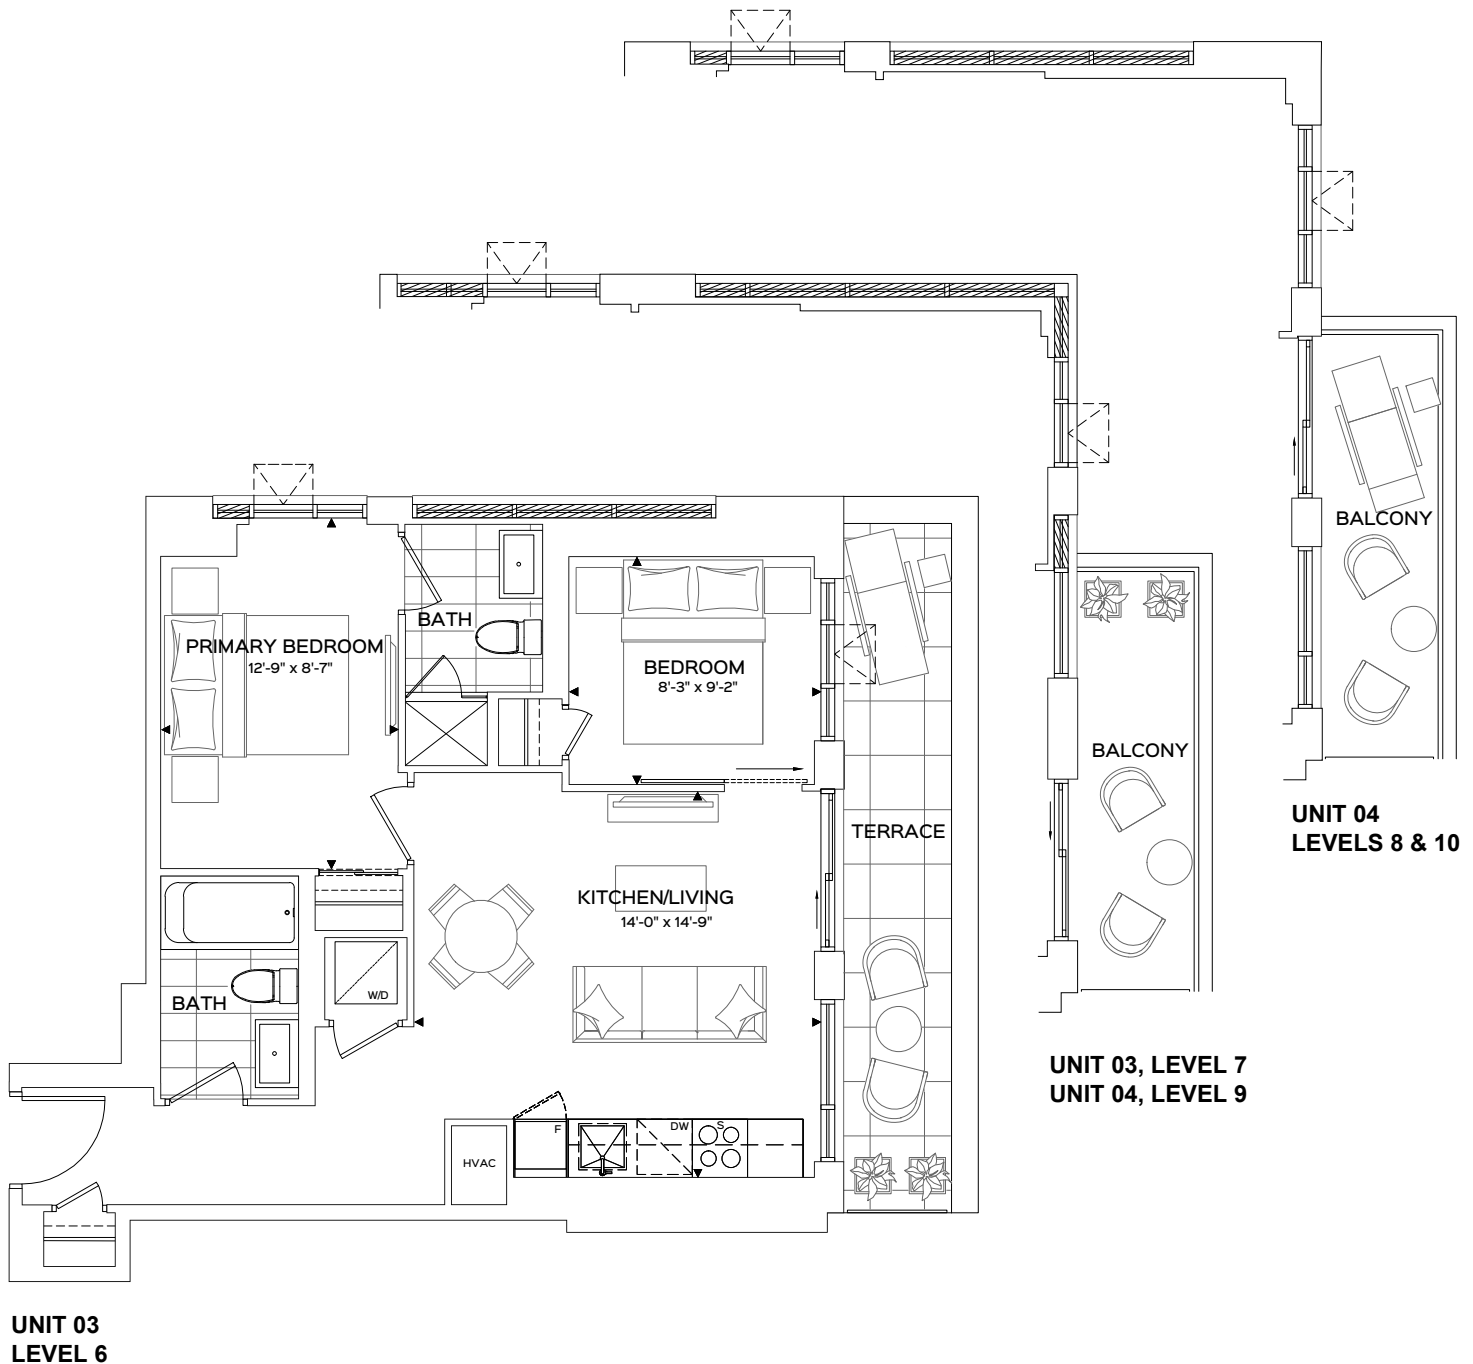 BALCONY
UNIT 04
LEVELS 8 & 10
BALCONY
UNIT 03, LEVEL 7
UNIT 04, LEVEL 9
PRIMARY BEDROOM
12'-9" x 8'-7"
BATH
BEDROOM
8'-3" x 9'-2"
TERRACE
KITCHEN/LIVING
14'-0" x 14'-9"
BATH
W/D
HVAC
F
DW
S
UNIT 03
LEVEL 6